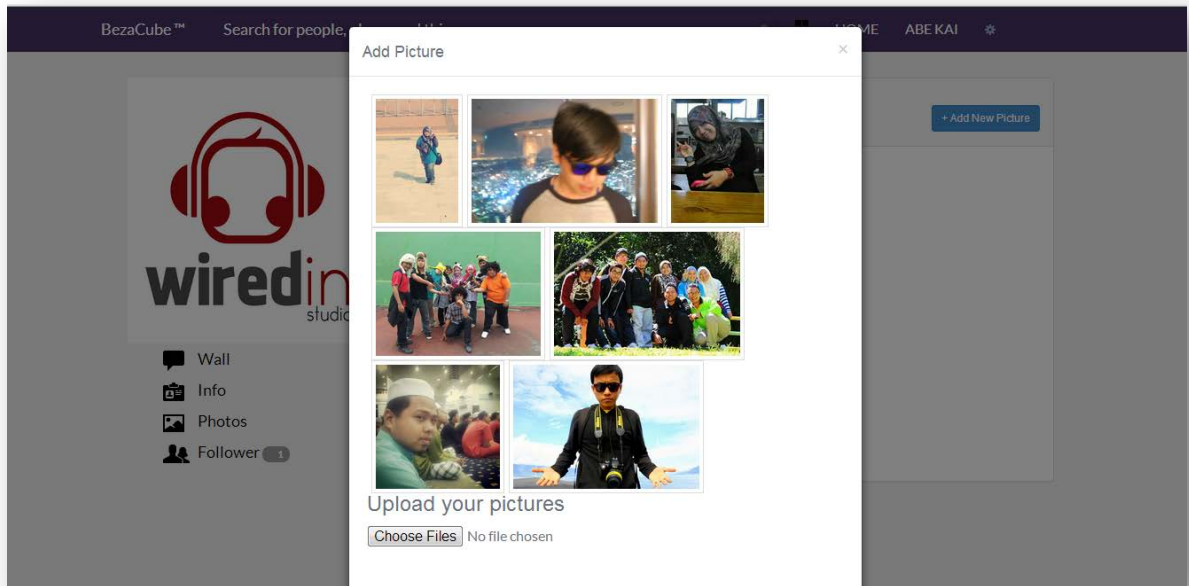 BezaCube™ Search for people, HOME ABE KAI
Add Picture ×
+ Add New Picture
wiredin
studio
Wall
Info
Photos
Follower 1
Upload your pictures
Choose Files No file chosen